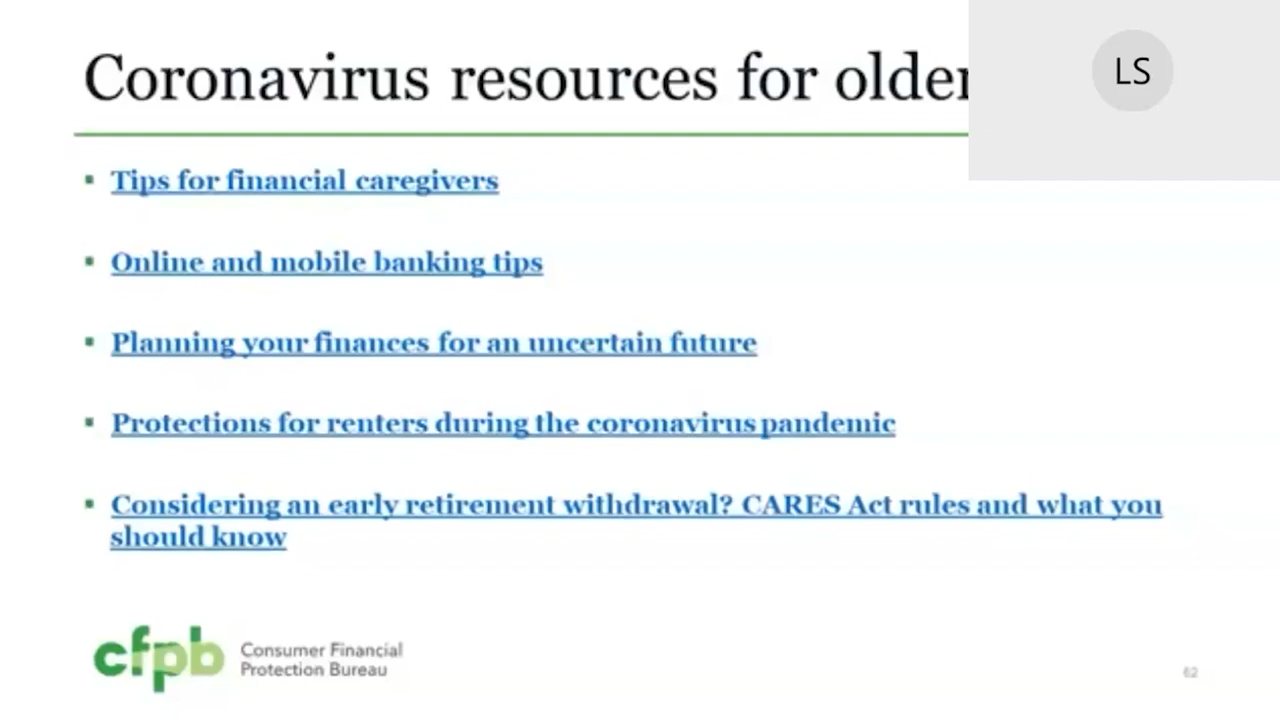 Coronavirus resources for older
LS
Tips for financial caregivers
Online and mobile banking tips
Planning your finances for an uncertain future
Protections for renters during the coronavirus pandemic
Considering an early retirement withdrawal? CARES Act rules and what you
should know
cfpb Consumer Financial
Protection Bureau
62